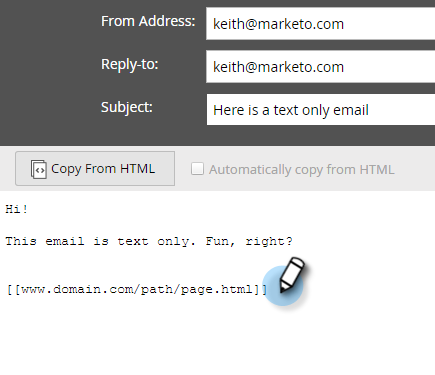 From Address: keith@marketo.com
Reply-to: keith@marketo.com
Subject: Here is a text only email
Copy From HTML Automatically copy from HTML
Hi!
This email is text only. Fun, right?
[[www.domain.com/path/page.html]]